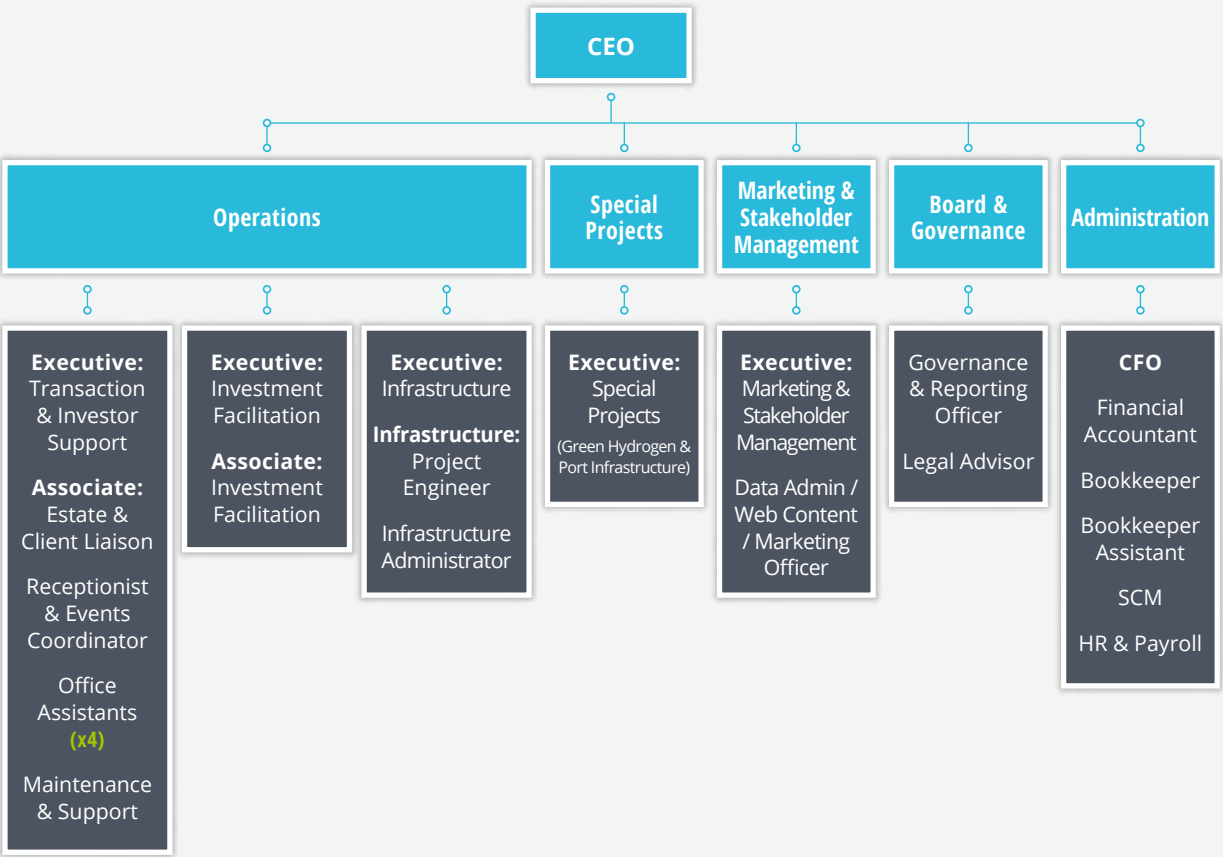 CEO
Operations
Special
Projects
Marketing &
Stakeholder
Management
Board &
Governance
Administration
Executive:
Transaction
& Investor
Support
Associate:
Estate &
Client Liaison
Receptionist
& Events
Coordinator
Office
Assistants
(x4)
Maintenance
& Support
Executive:
Investment
Facilitation
Associate:
Investment
Facilitation
Executive:
Infrastructure
Infrastructure:
Project
Engineer
Infrastructure
Administrator
Executive:
Special
Projects
(Green Hydrogen &
Port Infrastructure)
Executive:
Marketing &
Stakeholder
Management
Data Admin /
Web Content
/ Marketing
Officer
Governance
& Reporting
Officer
Legal Advisor
CFO
Financial
Accountant
Bookkeeper
Bookkeeper
Assistant
SCM
HR & Payroll